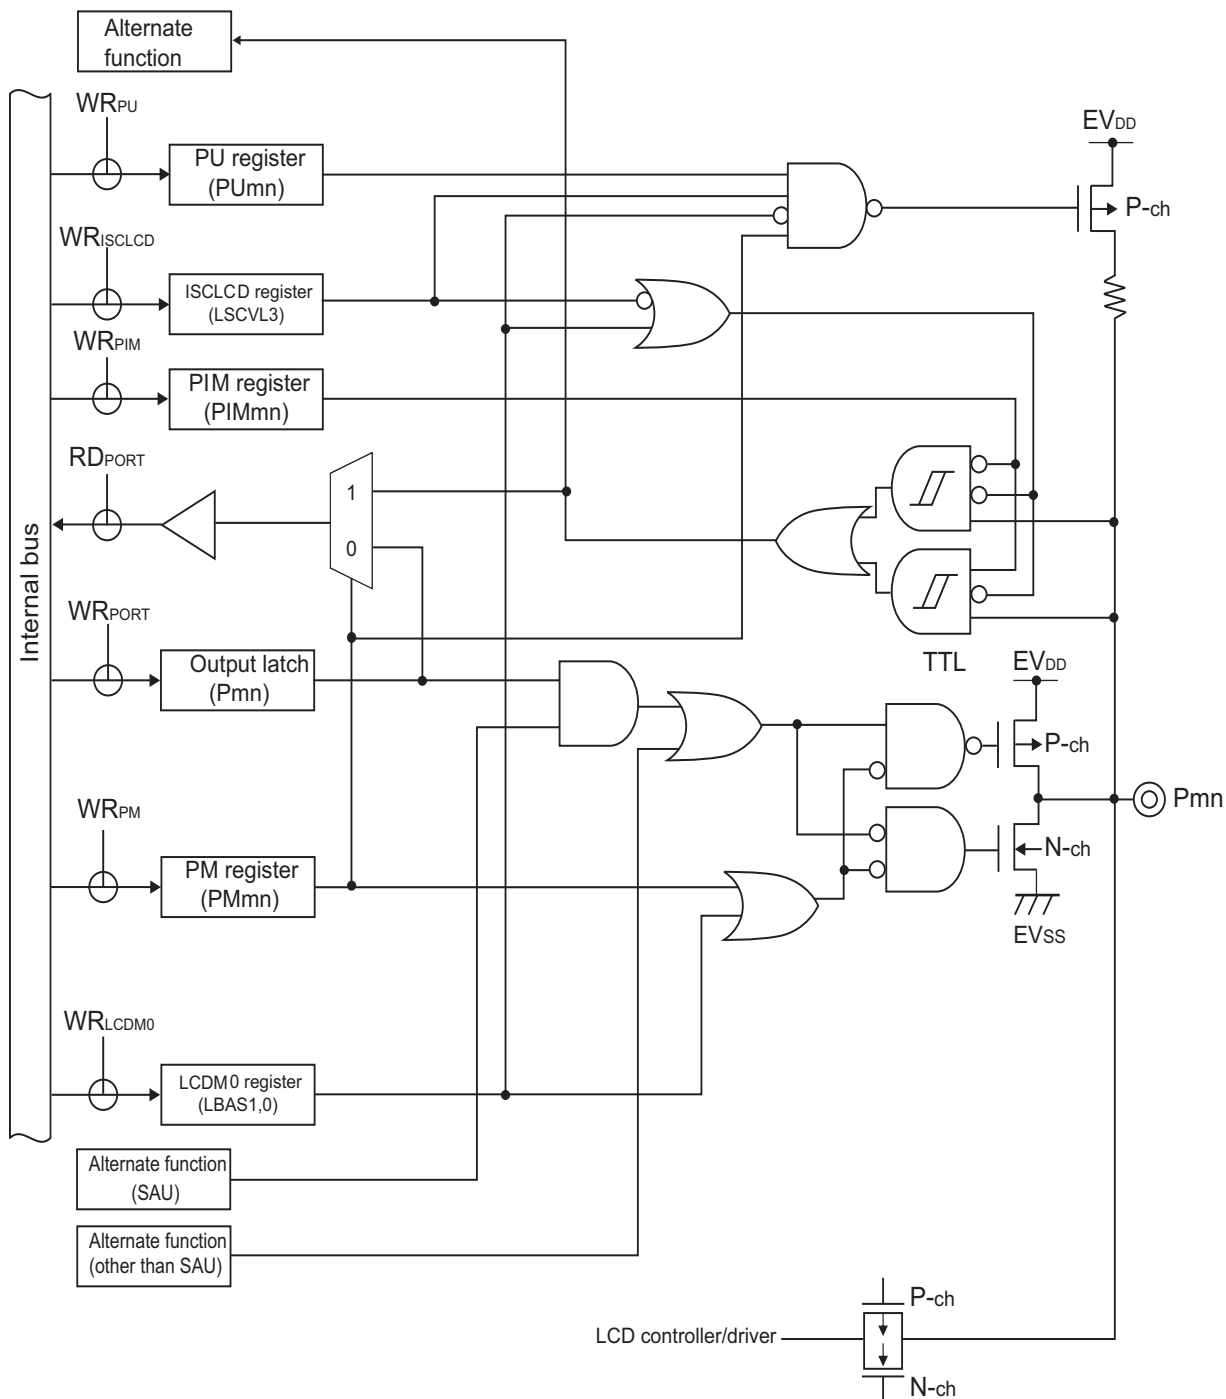 Alternate
function
WRPU
EVDD
PU register
(PUmn)
P-ch
WRISCLCD
ISCLCD register
(LSCVL3)
WRPIM
PIM register
(PIMmn)
RDPORT
1
0
Internal bus
WRPORT
Output latch
(Pmn)
TTL
EVDD
P-ch
Pmn
WRPM
N-ch
PM register
(PMmn)
EVSS
WRLCDM0
LCDM0 register
(LBAS1,0)
Alternate function
(SAU)
Alternate function
(other than SAU)
P-ch
LCD controller/driver
N-ch